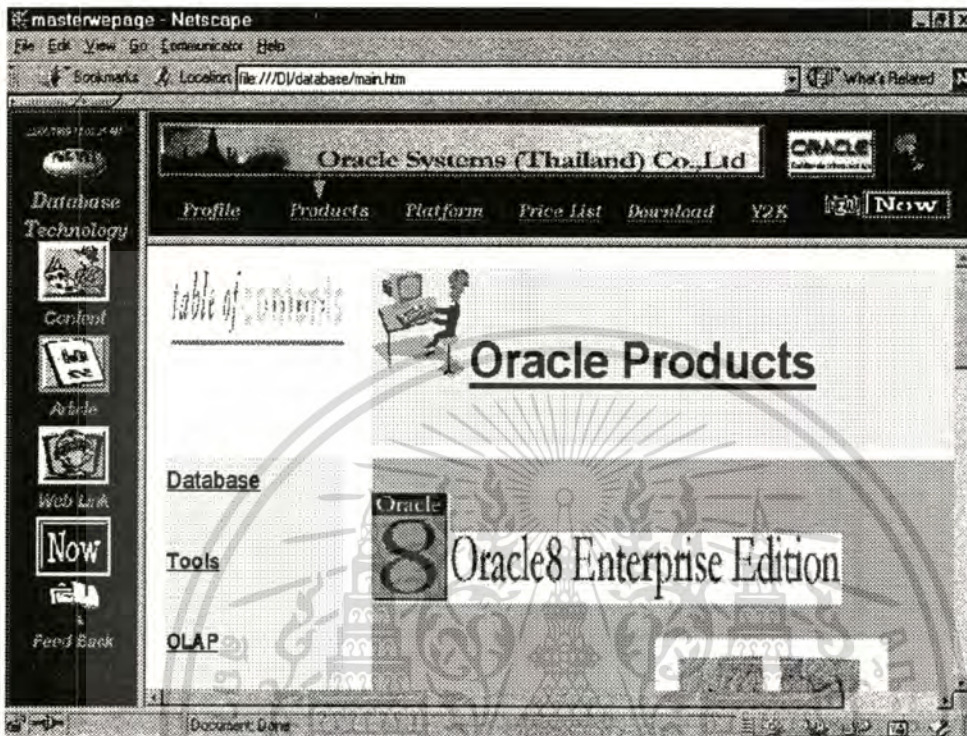 masterwepage - Netscape
File Edit View Go Communicator Help
Bookmarks Location: file:///D|/database/main.htm What's Related
Oracle Systems (Thailand) Co.,Ltd
ORACLE
Profile Products Platform Price List Download Y2K Now
NEW!
Database
Technology
Content
Article
Web Link
Now
Feed Back
table of contents
Oracle Products
Database
Tools
OLAP
Oracle
8
Oracle8 Enterprise Edition
Document: Done